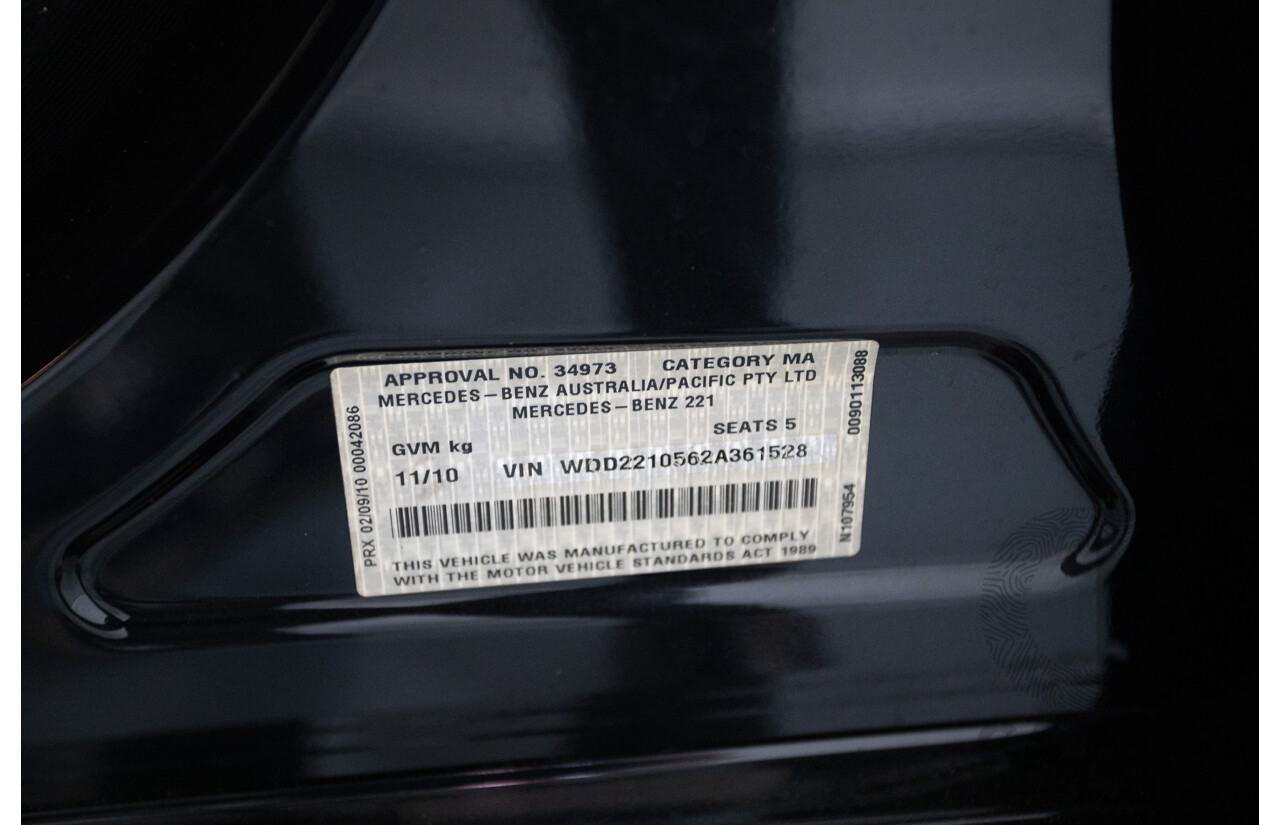 APPROVAL NO. 34973 CATEGORY MA
MERCEDES-BENZ AUSTRALIA/PACIFIC PTY LTD
MERCEDES-BENZ 221
SEATS 5
GVM kg
11/10 VIN WDD2210562A361528
THIS VEHICLE WAS MANUFACTURED TO COMPLY
WITH THE MOTOR VEHICLE STANDARDS ACT 1989
PRX 02/09/10 00042086
0090113088
N107954